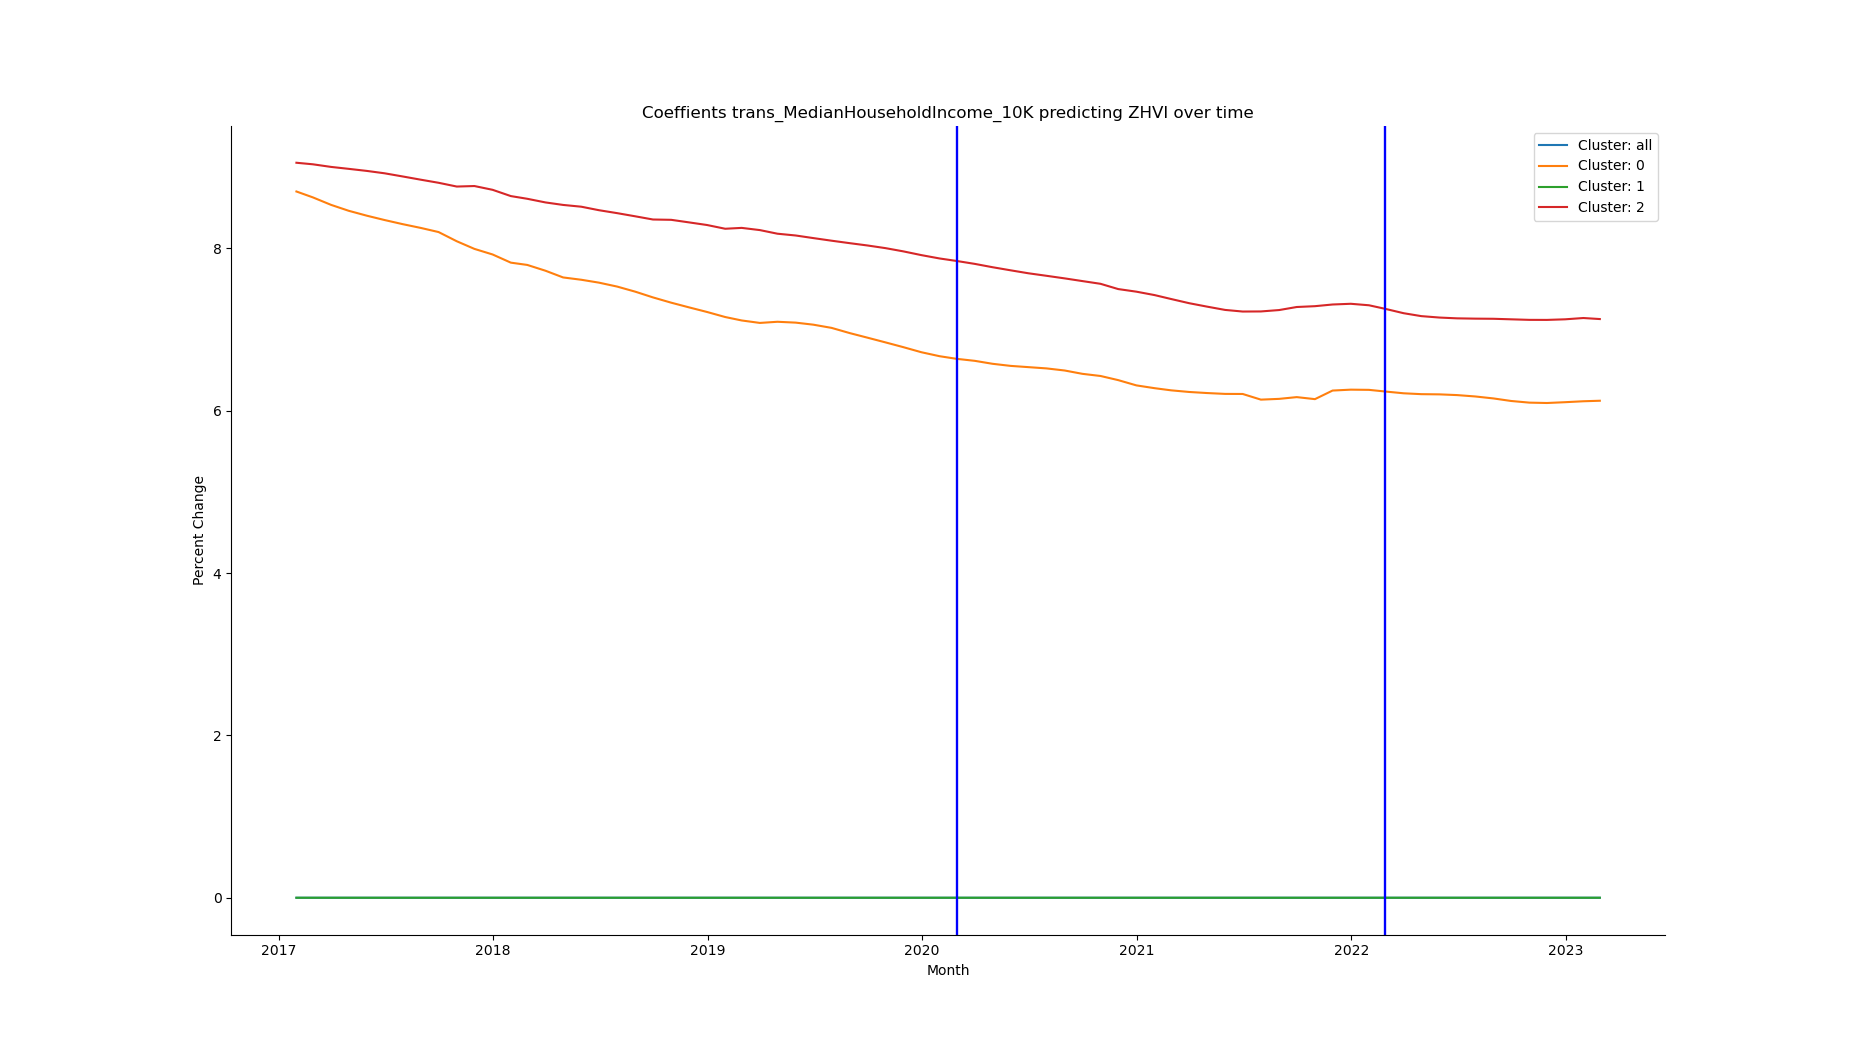 Coeffients trans_MedianHouseholdIncome_10K predicting ZHVI over time
Cluster: all
Cluster: 0
Cluster: 1
Cluster: 2
8
6
4
2
0
Percent Change
2017 2018 2019 2020 2021 2022 2023
Month